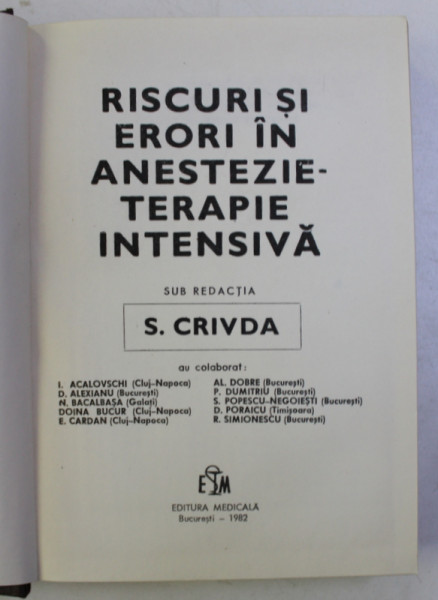 RISCURI ȘI
ERORI ÎN
ANESTEZIE-
TERAPIE
INTENSIVĂ
SUB REDACȚIA
S. CRIVDA
au colaborat:
I. ACALOVSCHI (Cluj-Napoca)
D. ALEXIANU (București)
N. BACALBAȘA (Galați)
DOINA BUCUR (Cluj-Napoca)
E. CARDAN (Cluj-Napoca)
AL. DOBRE (București)
P. DUMITRIU (București)
S. POPESCU-NEGOIEȘTI (București)
D. PORAICU (Timișoara)
R. SIMIONESCU (București)
E M
EDITURA MEDICALĂ
București – 1982